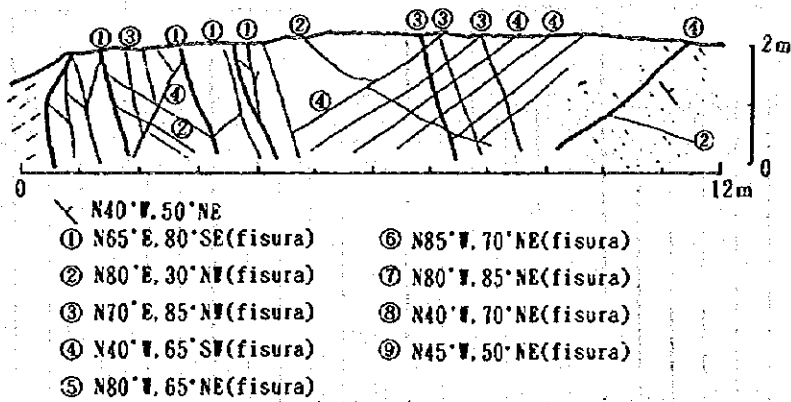 ① ③ ① ① ① ② ③ ③ ③ ④ ④ ④
2m
④
④
②
②
0
0
12m
N40°W,50°NE
① N65°E,80°SE(fisura)
② N80°E,30°NW(fisura)
③ N70°E,85°NW(fisura)
④ N40°W,65°SW(fisura)
⑤ N80°W,65°NE(fisura)
⑥ N85°W,70°NE(fisura)
⑦ N80°W,85°NE(fisura)
⑧ N40°W,70°NE(fisura)
⑨ N45°W,50°NE(fisura)